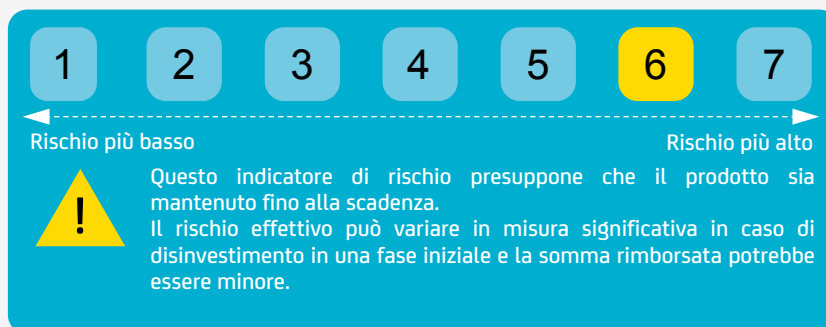 1 2 3 4 5 6 7
Rischio più basso Rischio più alto
Questo indicatore di rischio presuppone che il prodotto sia
mantenuto fino alla scadenza.
Il rischio effettivo può variare in misura significativa in caso di
disinvestimento in una fase iniziale e la somma rimborsata potrebbe
essere minore.
!